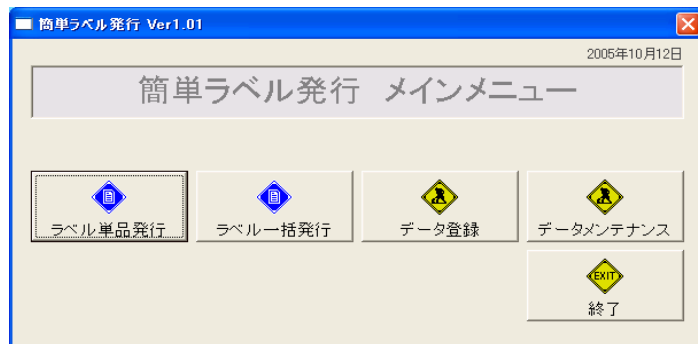 簡単ラベル発行 Ver1.01
2005年10月12日
簡単ラベル発行 メインメニュー
ラベル単品発行
ラベル一括発行
データ登録
データメンテナンス
EXIT
終了